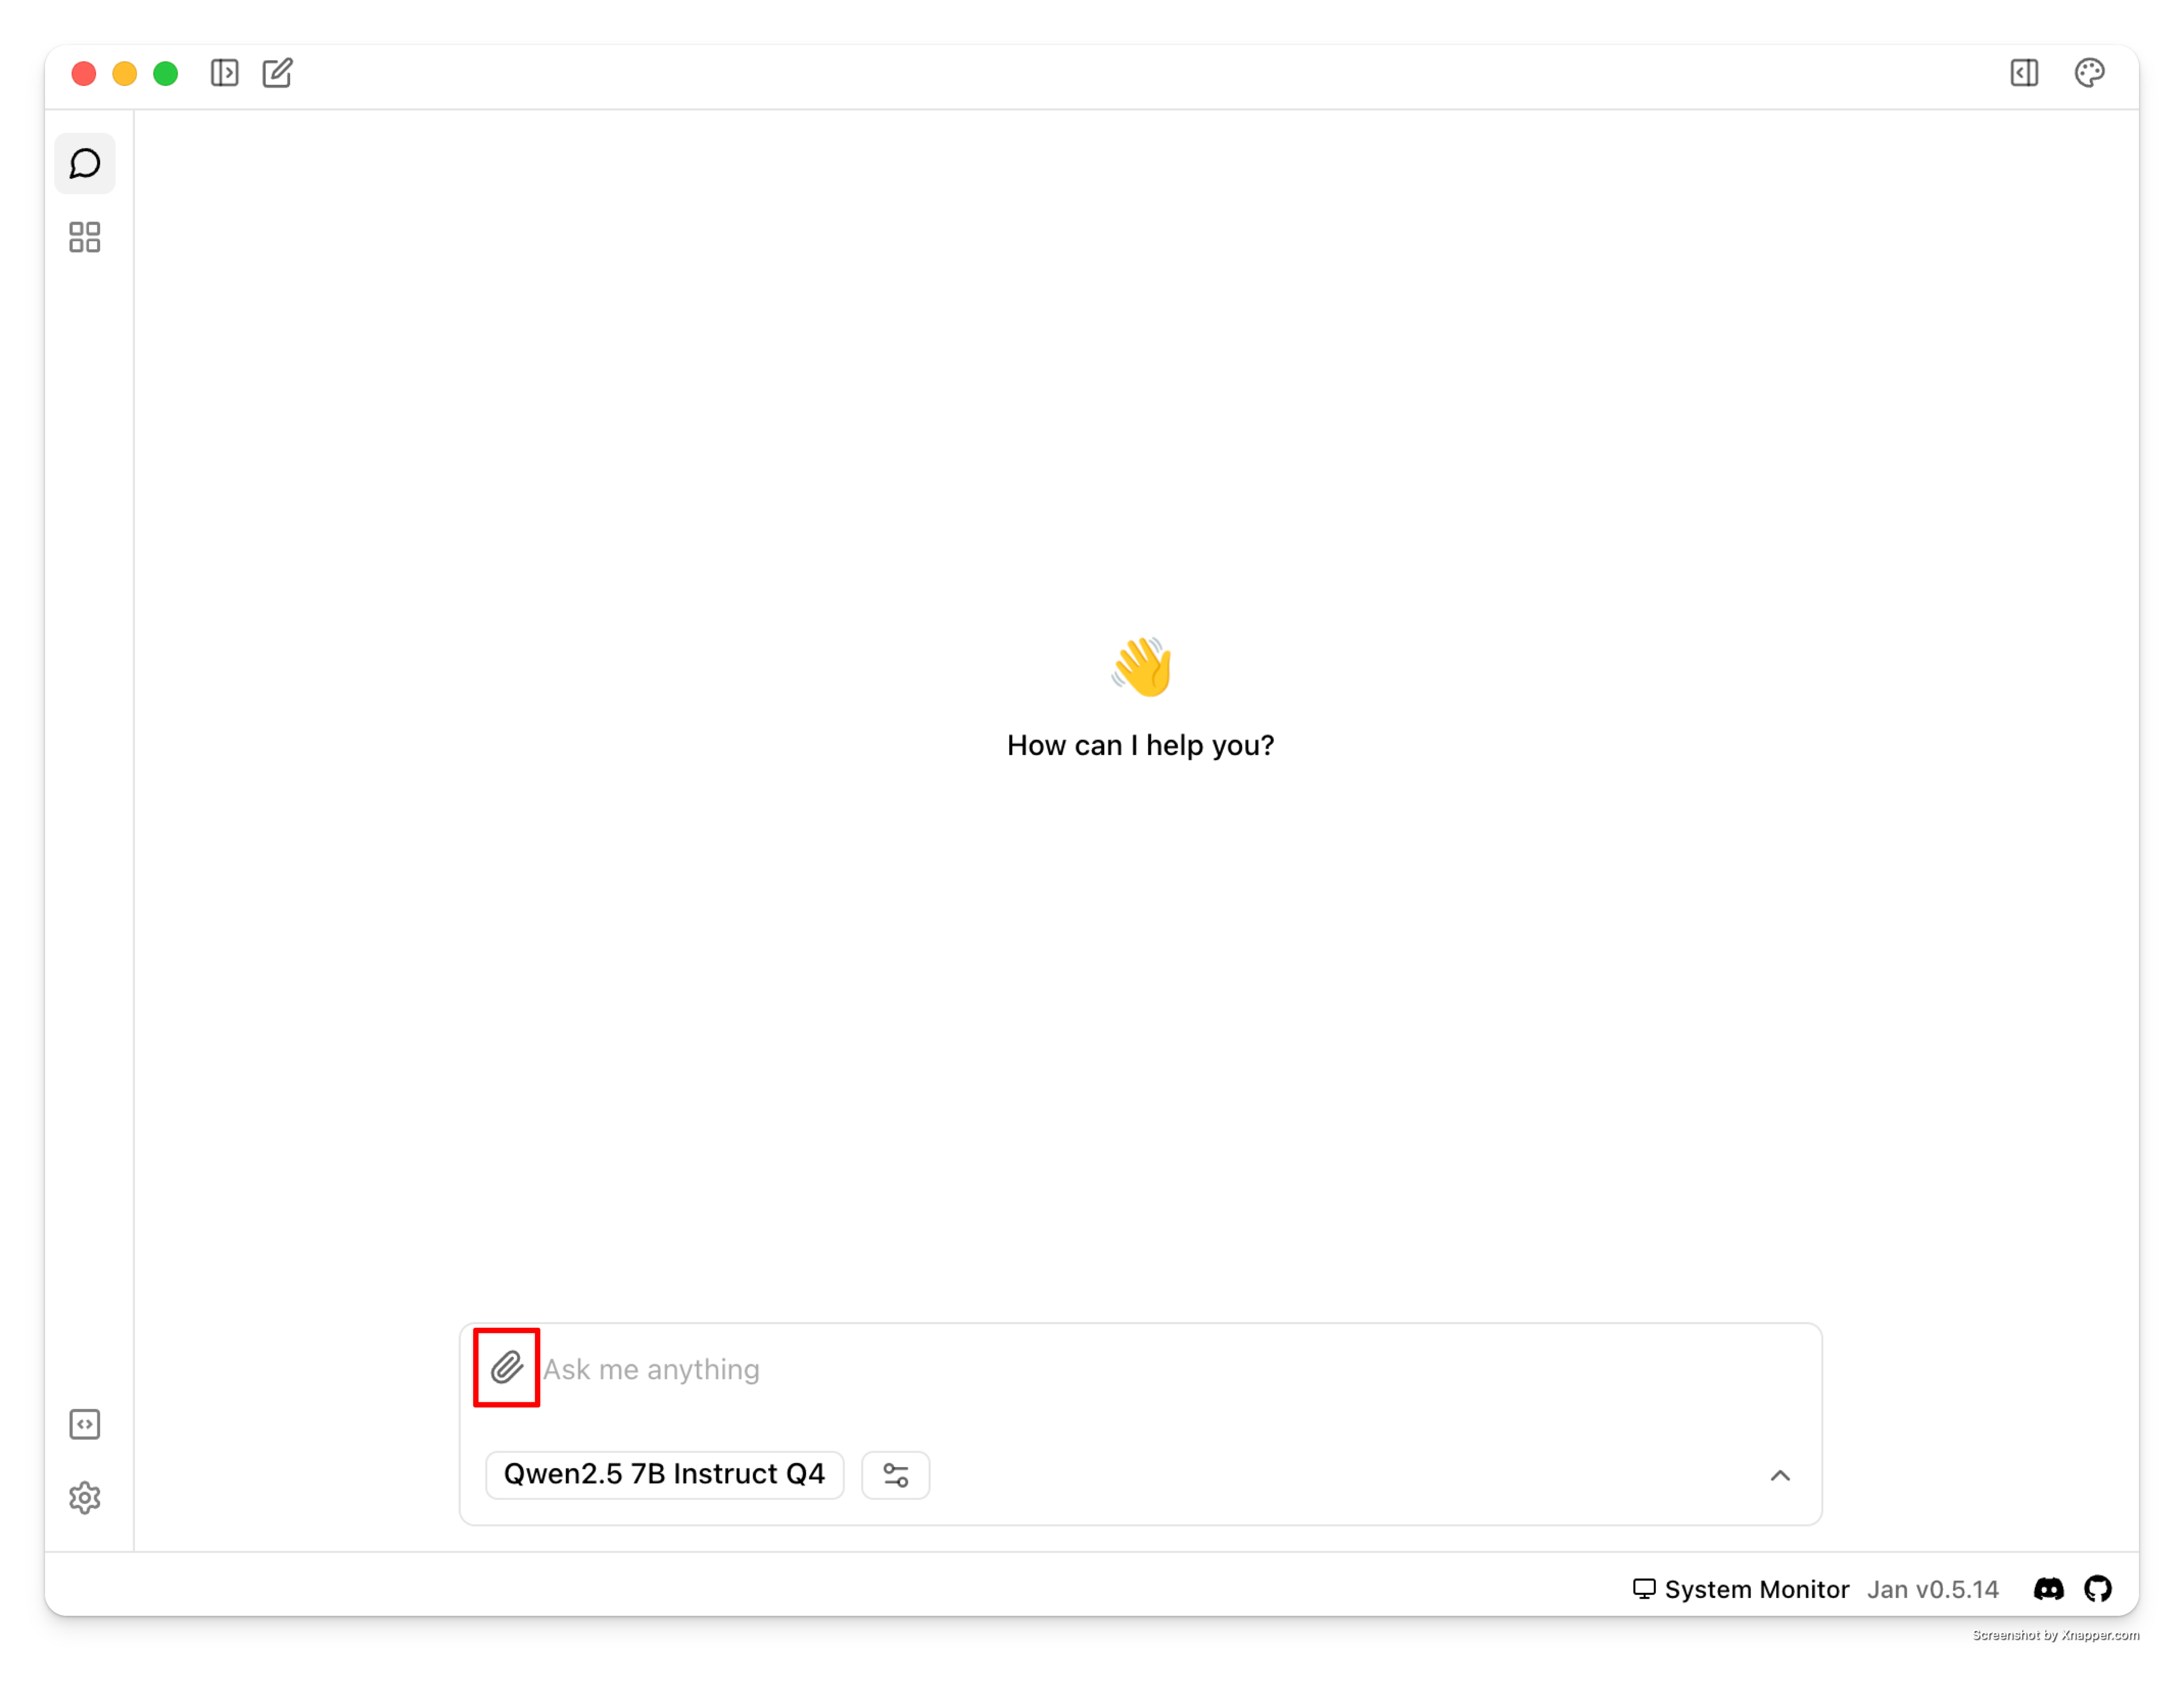 How can I help you?
Ask me anything
Qwen2.5 7B Instruct Q4
System Monitor Jan v0.5.14
Screenshot by Xnapper.com